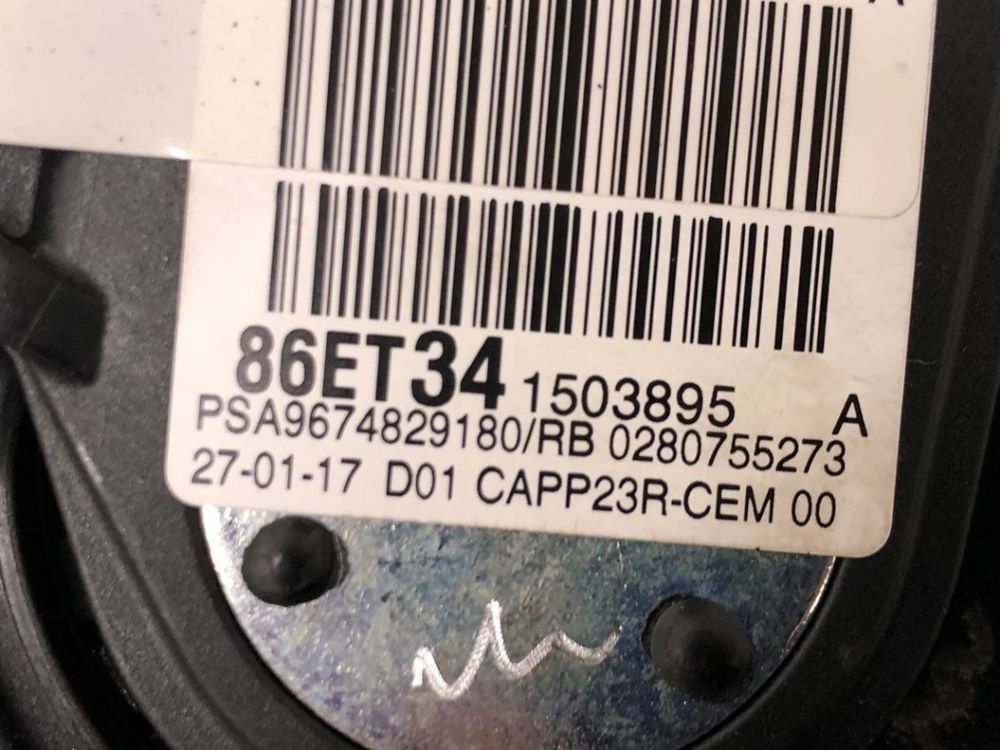 86ET34 1503895 A
PSA9674829180/RB 0280755273
27-01-17 D01 CAPP23R-CEM 00